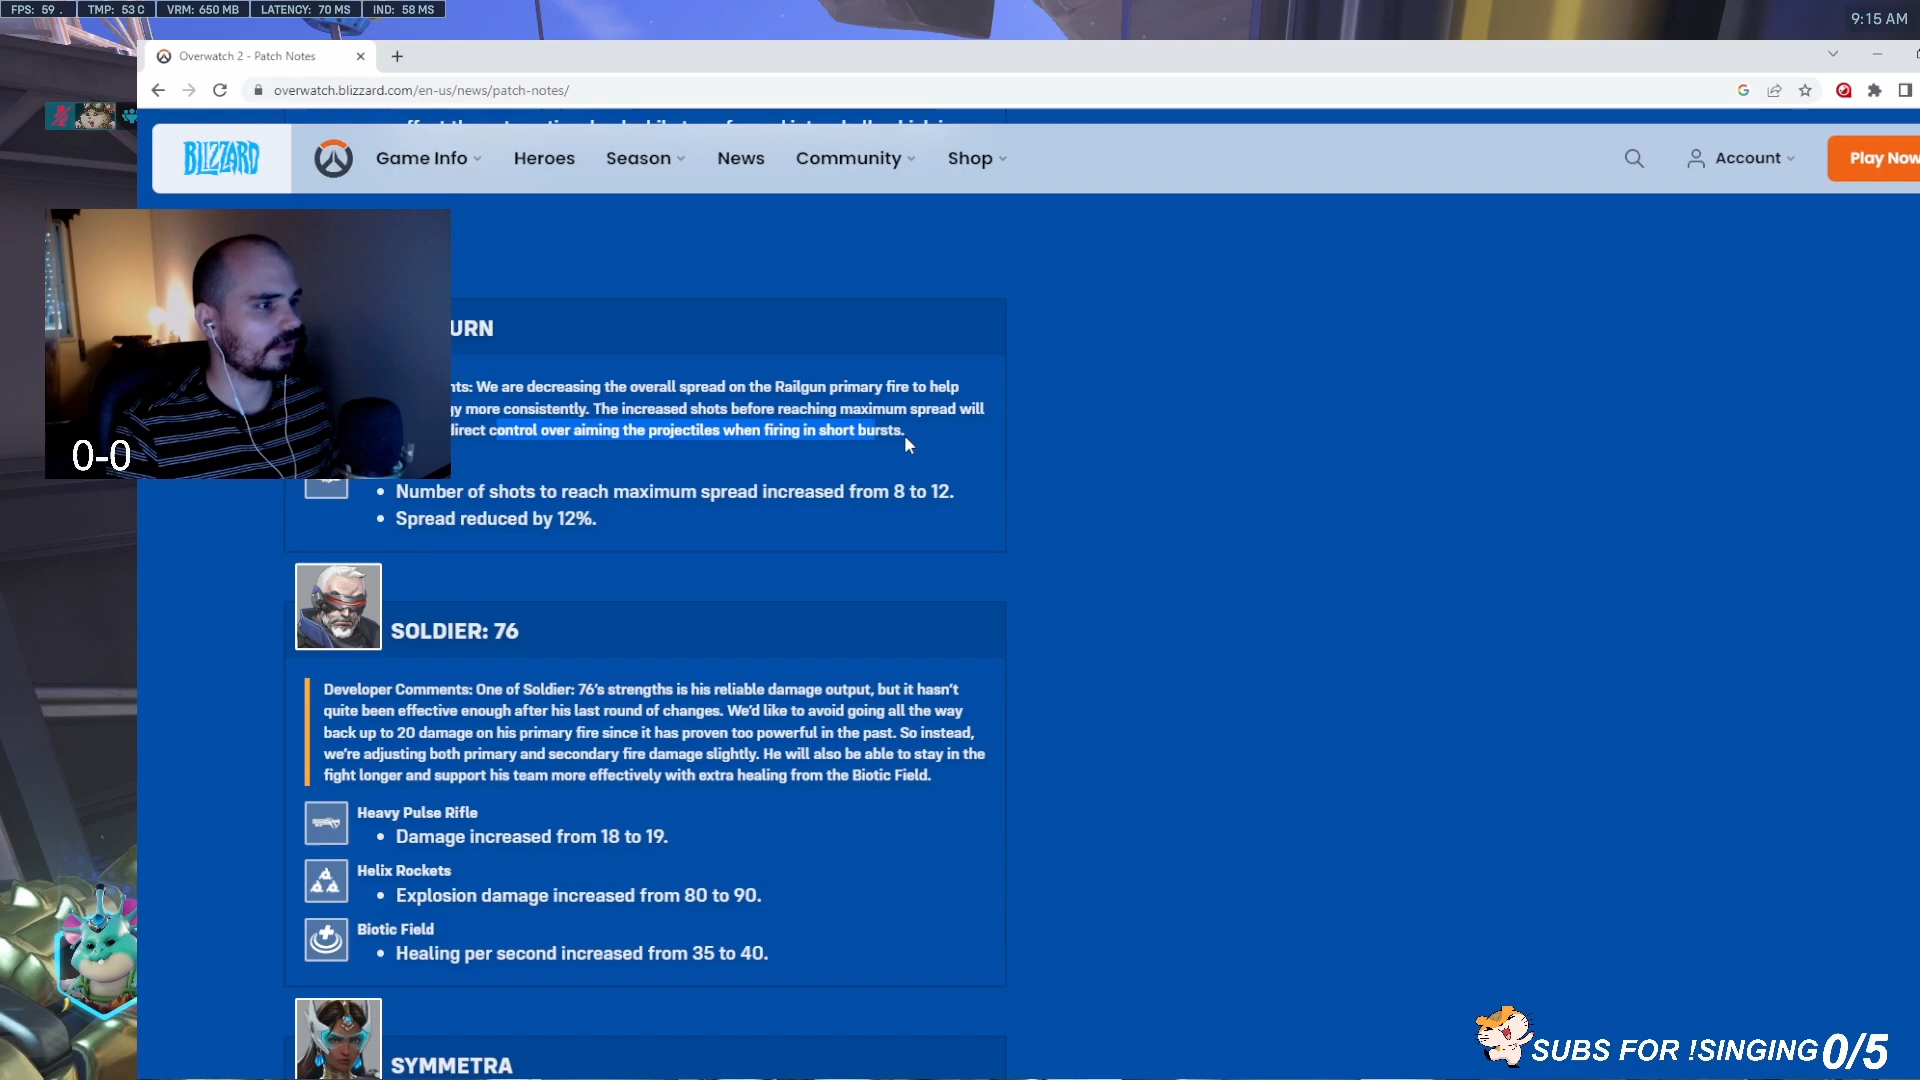 FPS: 59 . TMP: 53 C VRM: 650 MB LATENCY: 70 MS IND: 58 MS
9:15 AM
Overwatch 2 - Patch Notes
overwatch.blizzard.com/en-us/news/patch-notes/
BLIZZARD Game Info Heroes Season News Community Shop Account Play Now
URN
nts: We are decreasing the overall spread on the Railgun primary fire to help
gy more consistently. The increased shots before reaching maximum spread will
direct control over aiming the projectiles when firing in short bursts.
0-0
Number of shots to reach maximum spread increased from 8 to 12.
Spread reduced by 12%.
SOLDIER: 76
Developer Comments: One of Soldier: 76's strengths is his reliable damage output, but it hasn't
quite been effective enough after his last round of changes. We'd like to avoid going all the way
back up to 20 damage on his primary fire since it has proven too powerful in the past. So instead,
we're adjusting both primary and secondary fire damage slightly. He will also be able to stay in the
fight longer and support his team more effectively with extra healing from the Biotic Field.
Heavy Pulse Rifle
Damage increased from 18 to 19.
Helix Rockets
Explosion damage increased from 80 to 90.
Biotic Field
Healing per second increased from 35 to 40.
SYMMETRA
SUBS FOR !SINGING 0/5